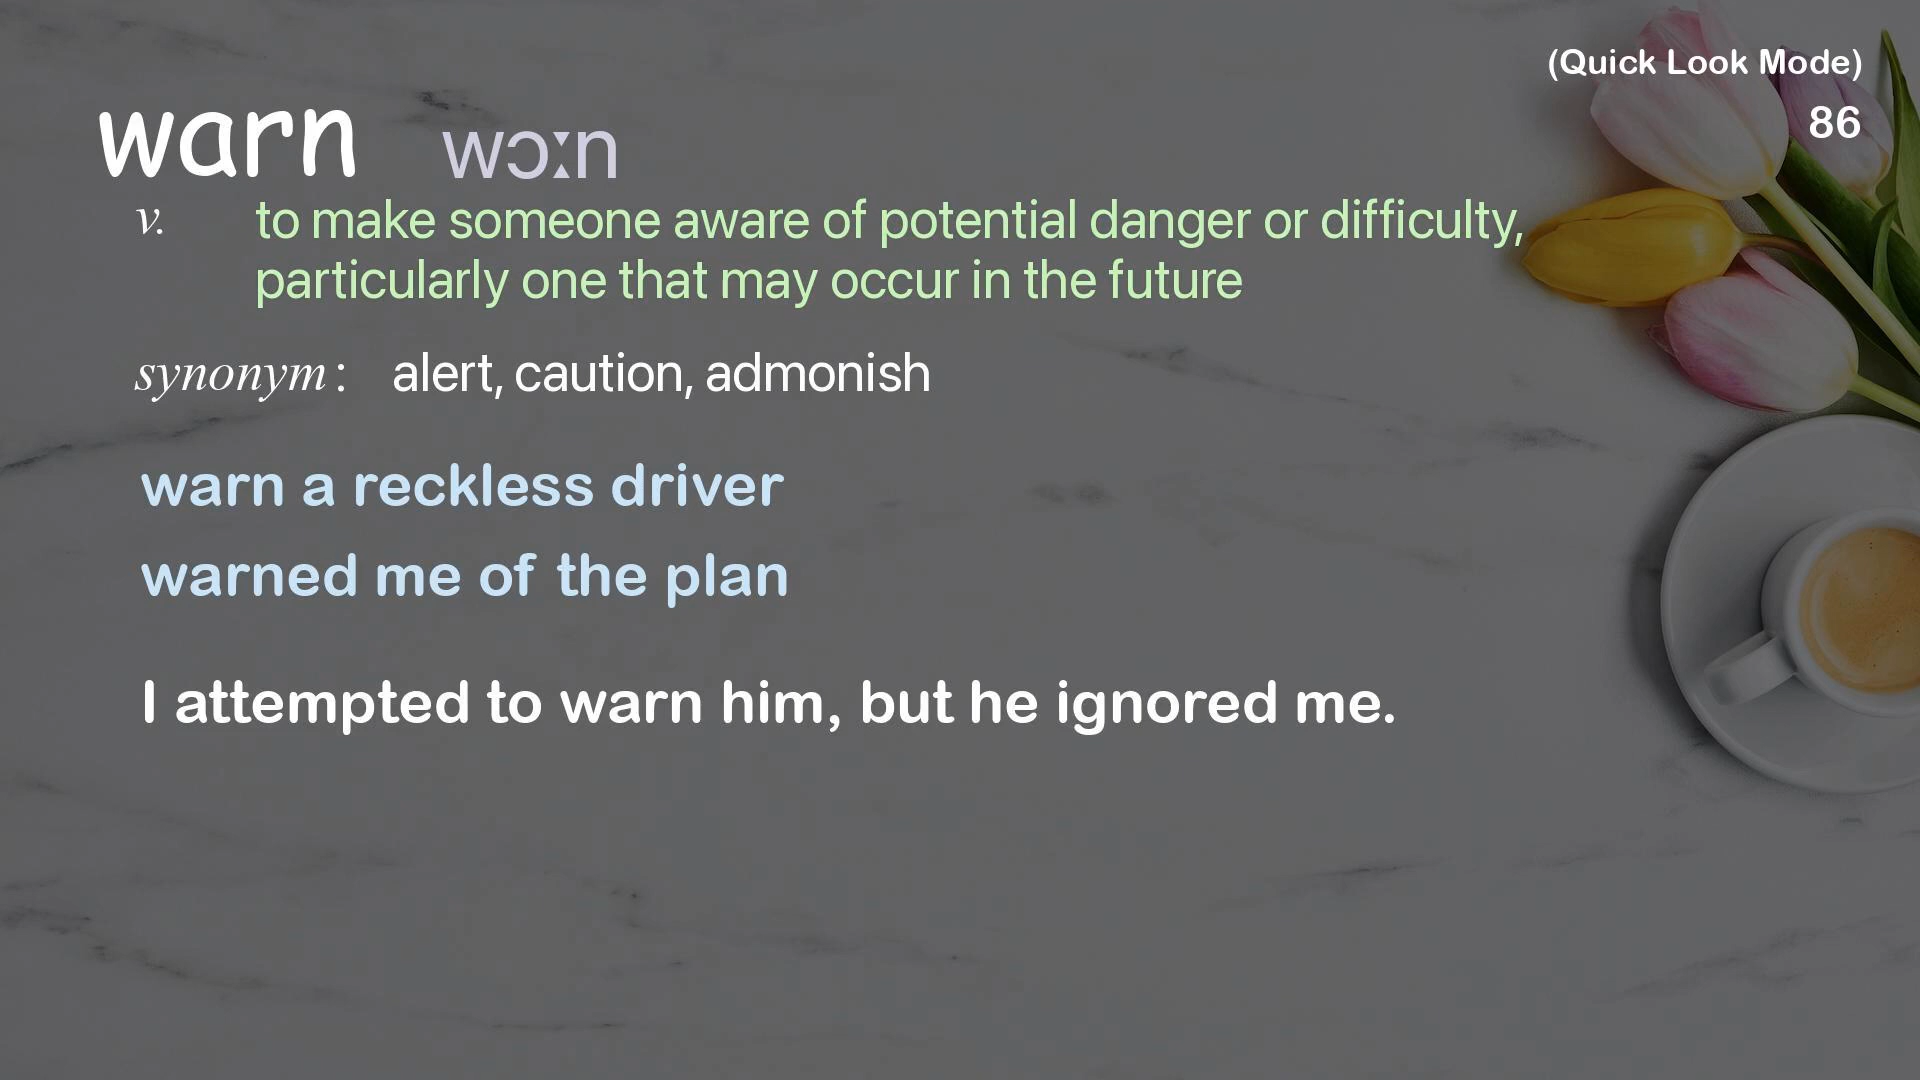 (Quick Look Mode)
86
warn wɔːn
v. to make someone aware of potential danger or difficulty,
particularly one that may occur in the future
synonym : alert, caution, admonish
warn a reckless driver
warned me of the plan
I attempted to warn him, but he ignored me.